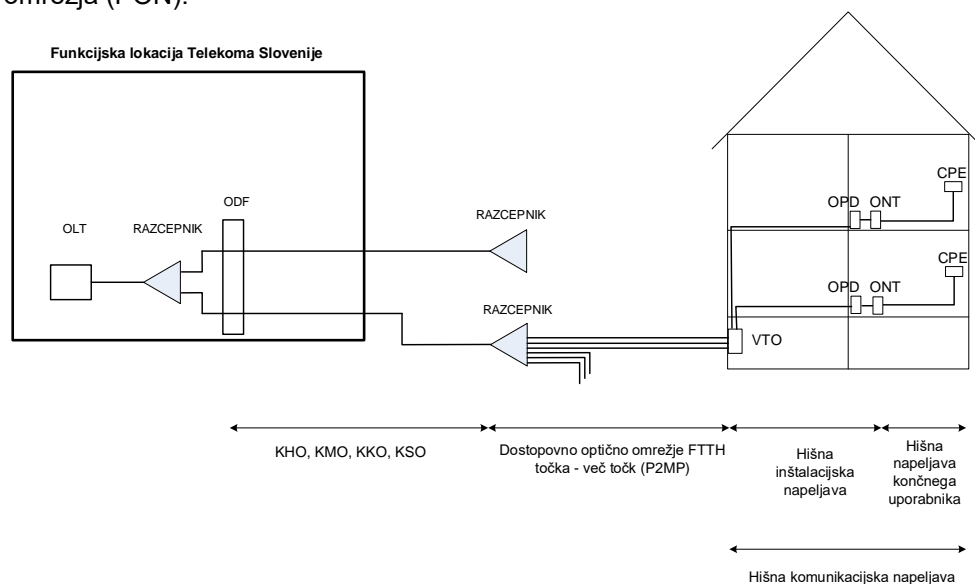 omrežja (PON).
Funkcijska lokacija Telekoma Slovenije
OLT
RAZCEPNIK
ODF
RAZCEPNIK
RAZCEPNIK
CPE
OPD ONT
CPE
OPD ONT
VTO
KHO, KMO, KKO, KSO
Dostopovno optično omrežje FTTH
točka - več točk (P2MP)
Hišna
inštalacijska
napeljava
Hišna
napeljava
končnega
uporabnika
Hišna komunikacijska napeljava